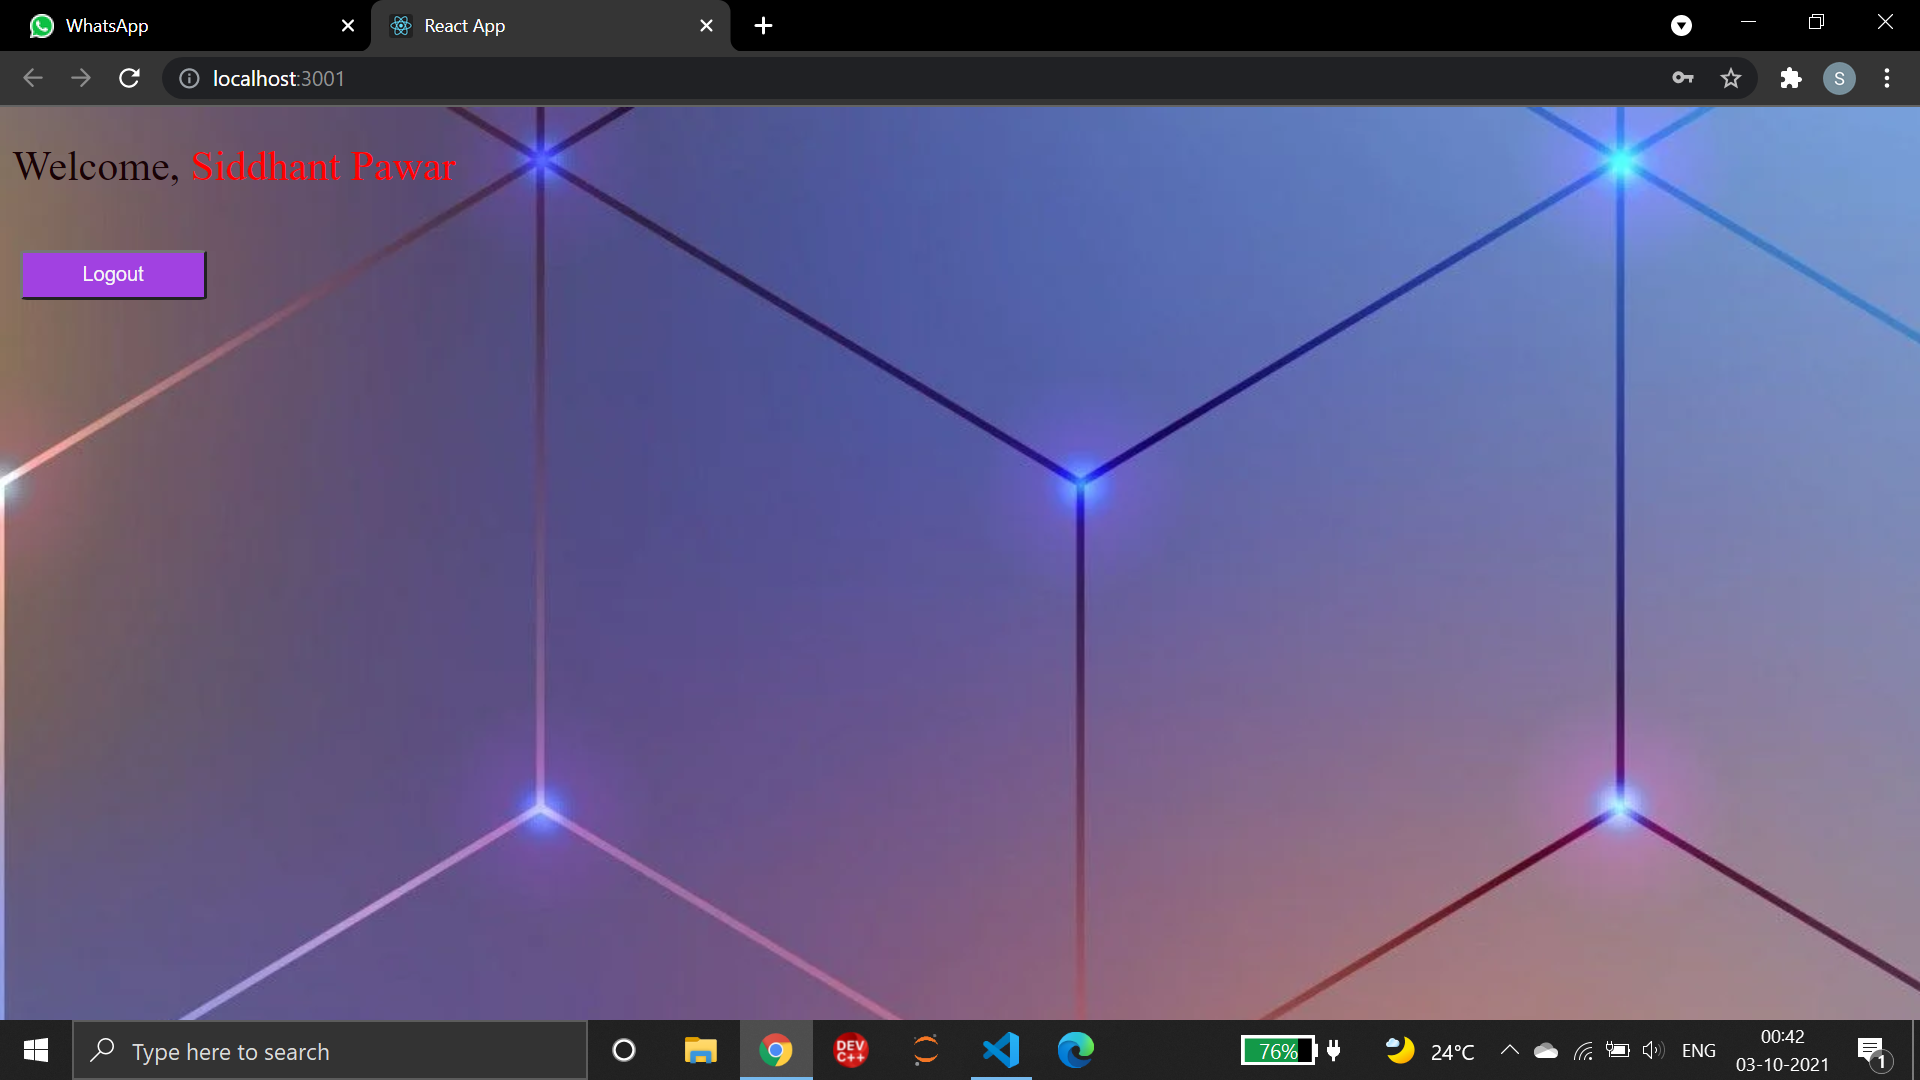 WhatsApp
React App
localhost:3001
S
Welcome, Siddhant Pawar
Logout
Type here to search
DEV
C++
76%
24°C
ENG
00:42
03-10-2021
1